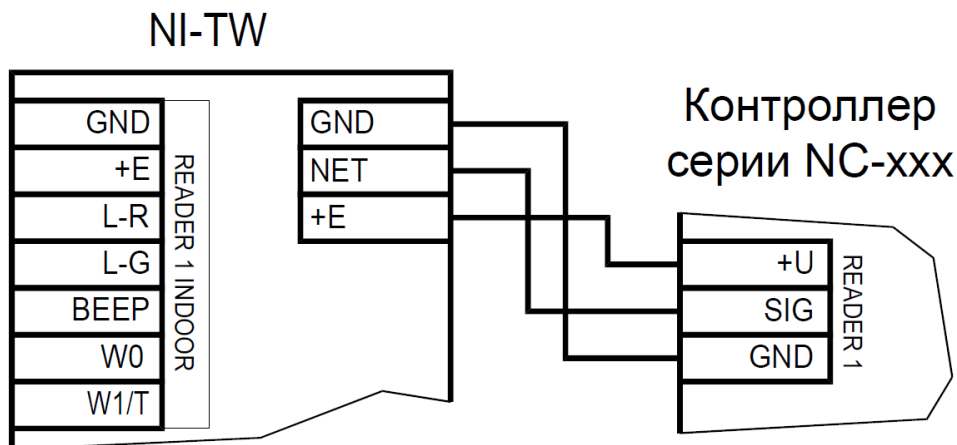 NI-TW
GND
+E
L-R
L-G
BEEP
W0
W1/T
READER 1 INDOOR
GND
NET
+E
Контроллер
серии NC-xxx
+U
SIG
GND
READER 1